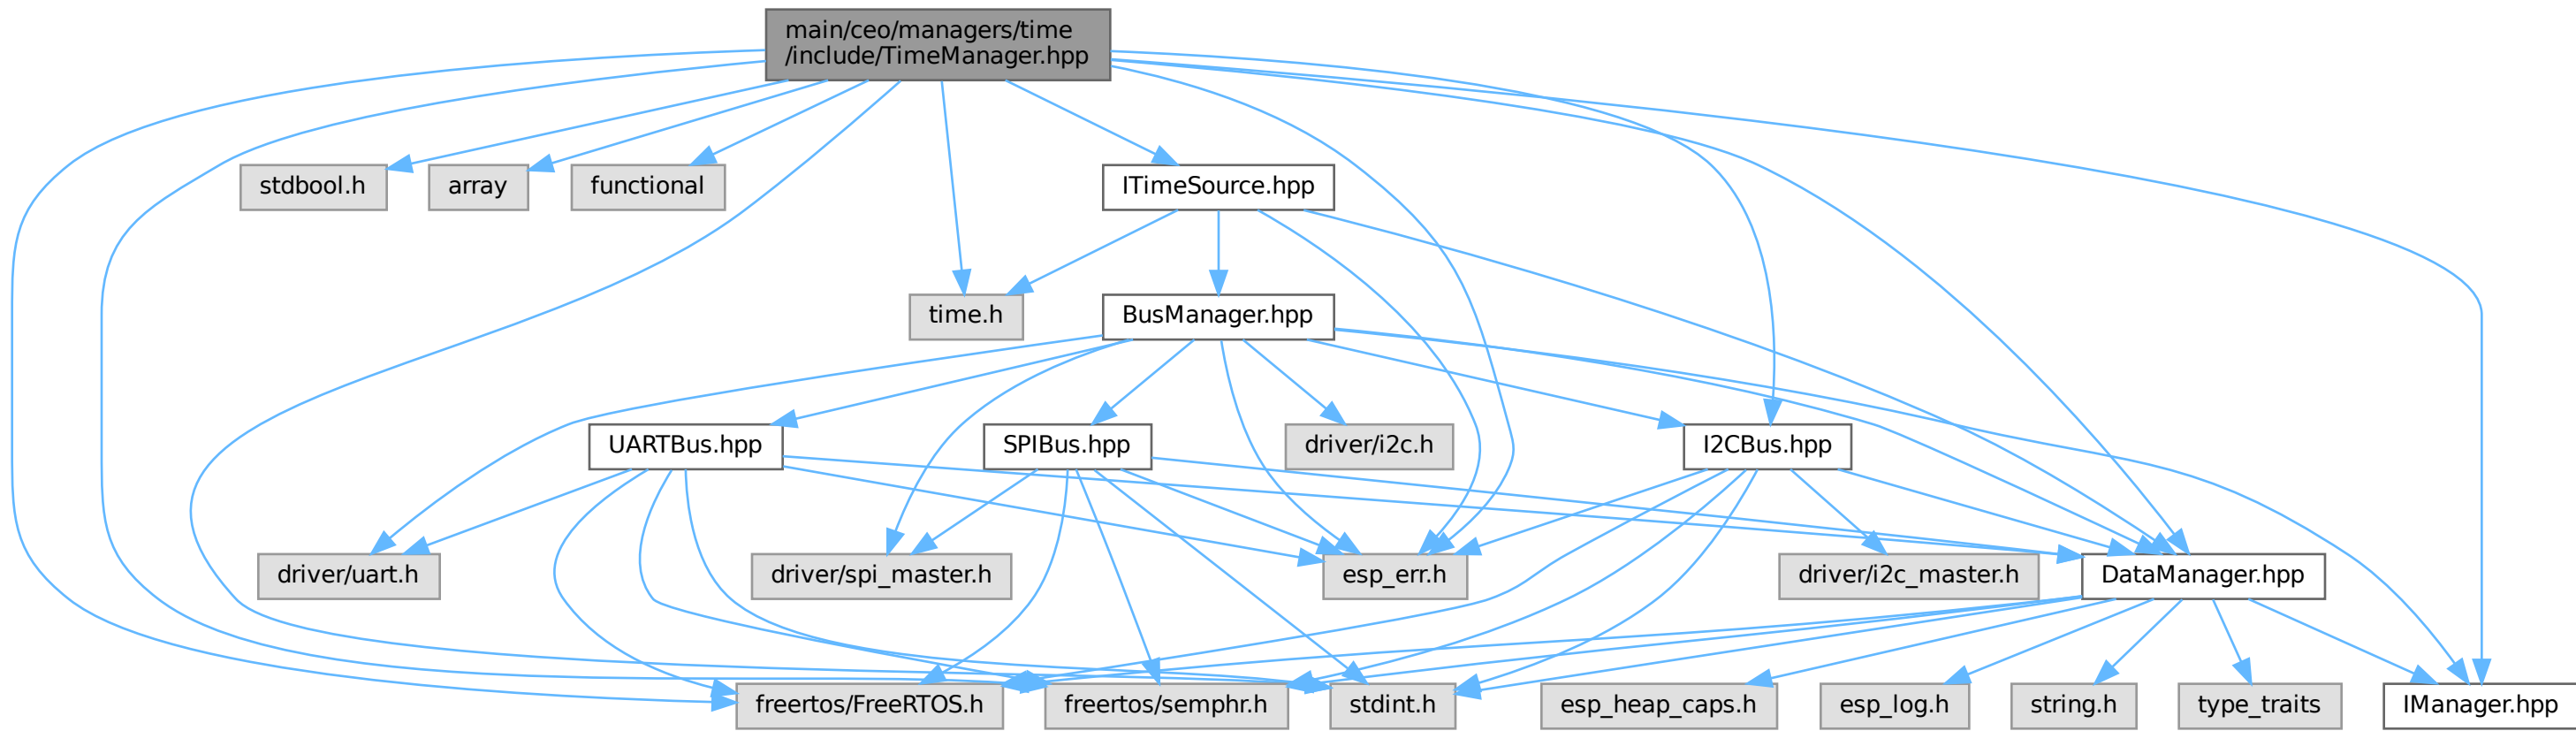 main/ceo/managers/time
/include/TimeManager.hpp
stdbool.h
array
functional
ITimeSource.hpp
time.h
BusManager.hpp
UARTBus.hpp
SPIBus.hpp
driver/i2c.h
I2CBus.hpp
driver/uart.h
driver/spi_master.h
esp_err.h
driver/i2c_master.h
DataManager.hpp
freertos/FreeRTOS.h
freertos/semphr.h
stdint.h
esp_heap_caps.h
esp_log.h
string.h
type_traits
IManager.hpp